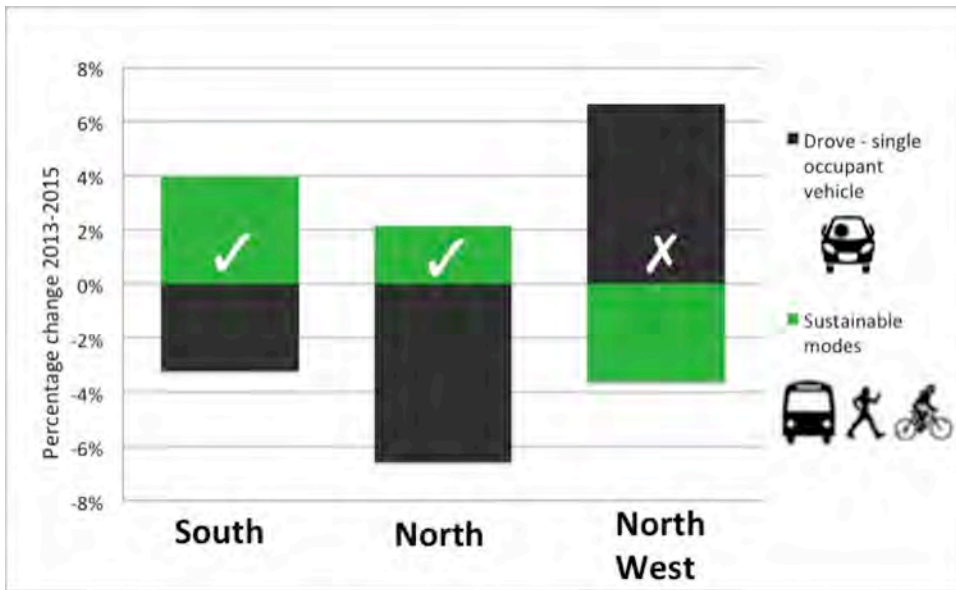 8%
6%
4%
2%
0%
-2%
-4%
-6%
-8%
Percentage change 2013-2015
South
North
North
West
Drove - single
occupant
vehicle
Sustainable
modes